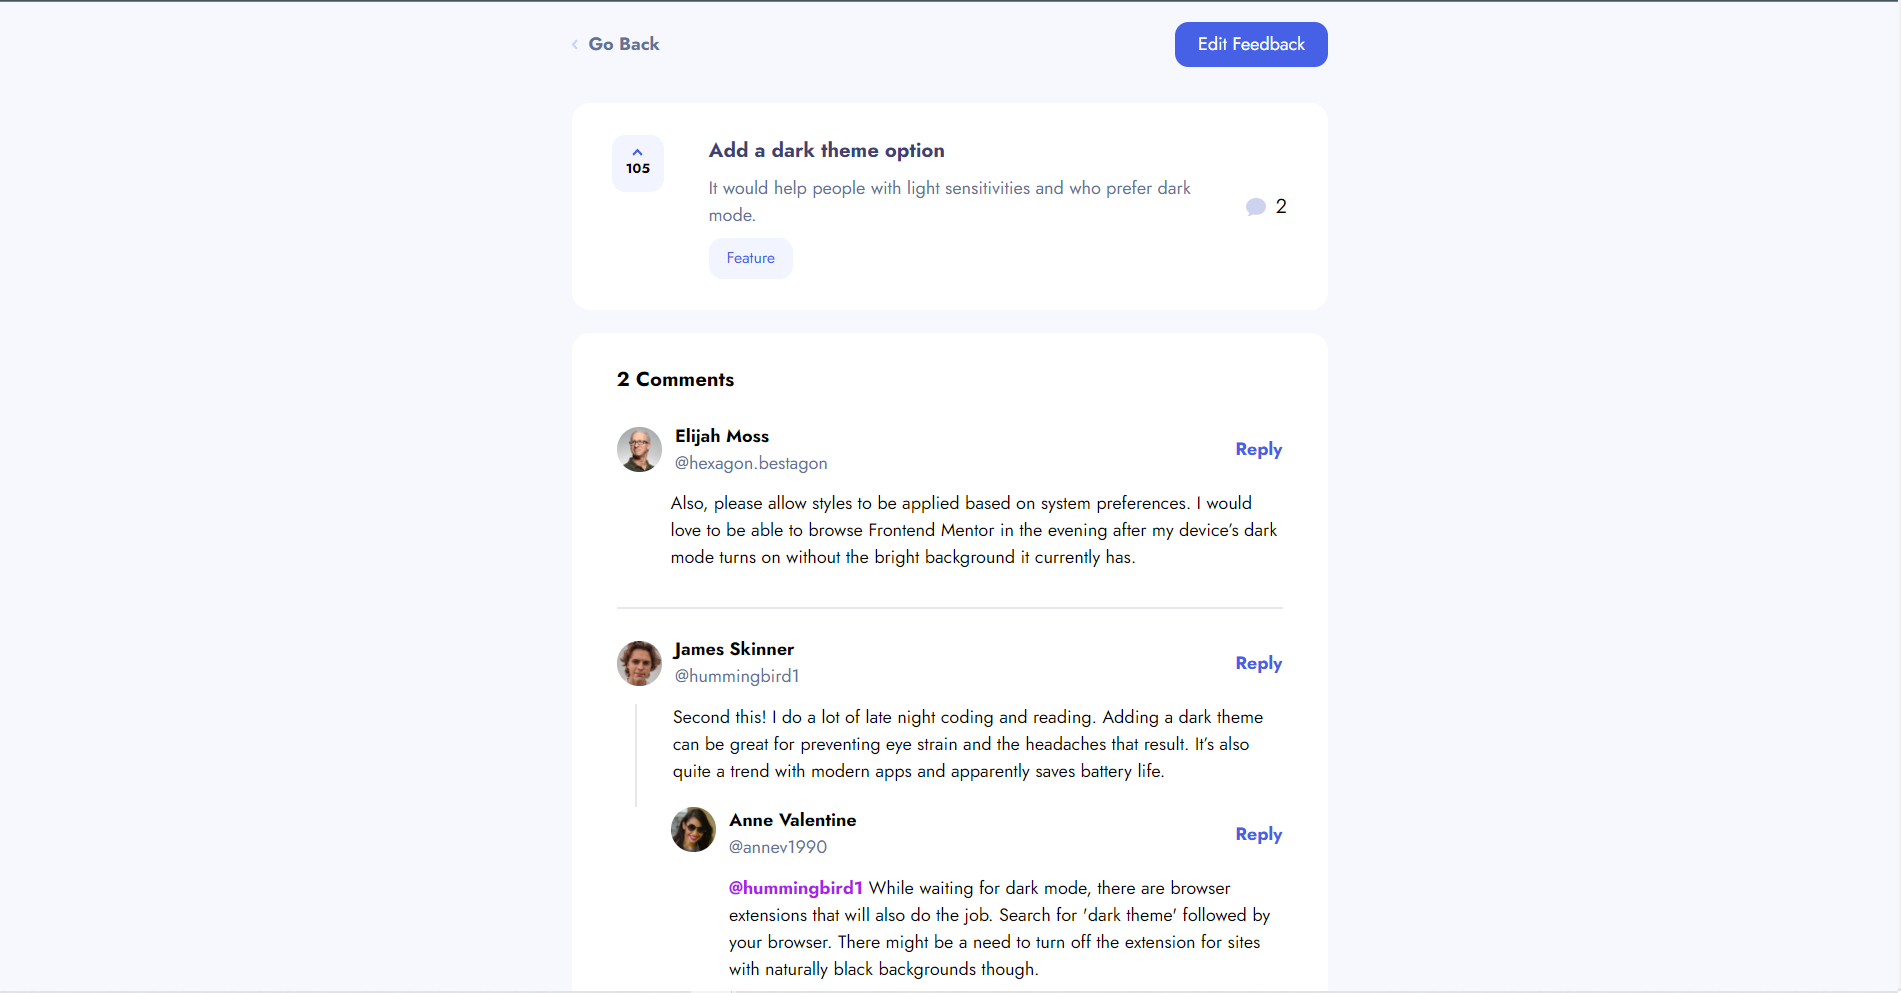 Go Back
Edit Feedback
105
Add a dark theme option
It would help people with light sensitivities and who prefer dark
mode.
2
Feature
2 Comments
Elijah Moss
@hexagon.bestagon
Reply
Also, please allow styles to be applied based on system preferences. I would
love to be able to browse Frontend Mentor in the evening after my device’s dark
mode turns on without the bright background it currently has.
James Skinner
@hummingbird1
Reply
Second this! I do a lot of late night coding and reading. Adding a dark theme
can be great for preventing eye strain and the headaches that result. It’s also
quite a trend with modern apps and apparently saves battery life.
Anne Valentine
@annev1990
Reply
@hummingbird1 While waiting for dark mode, there are browser
extensions that will also do the job. Search for 'dark theme' followed by
your browser. There might be a need to turn off the extension for sites
with naturally black backgrounds though.